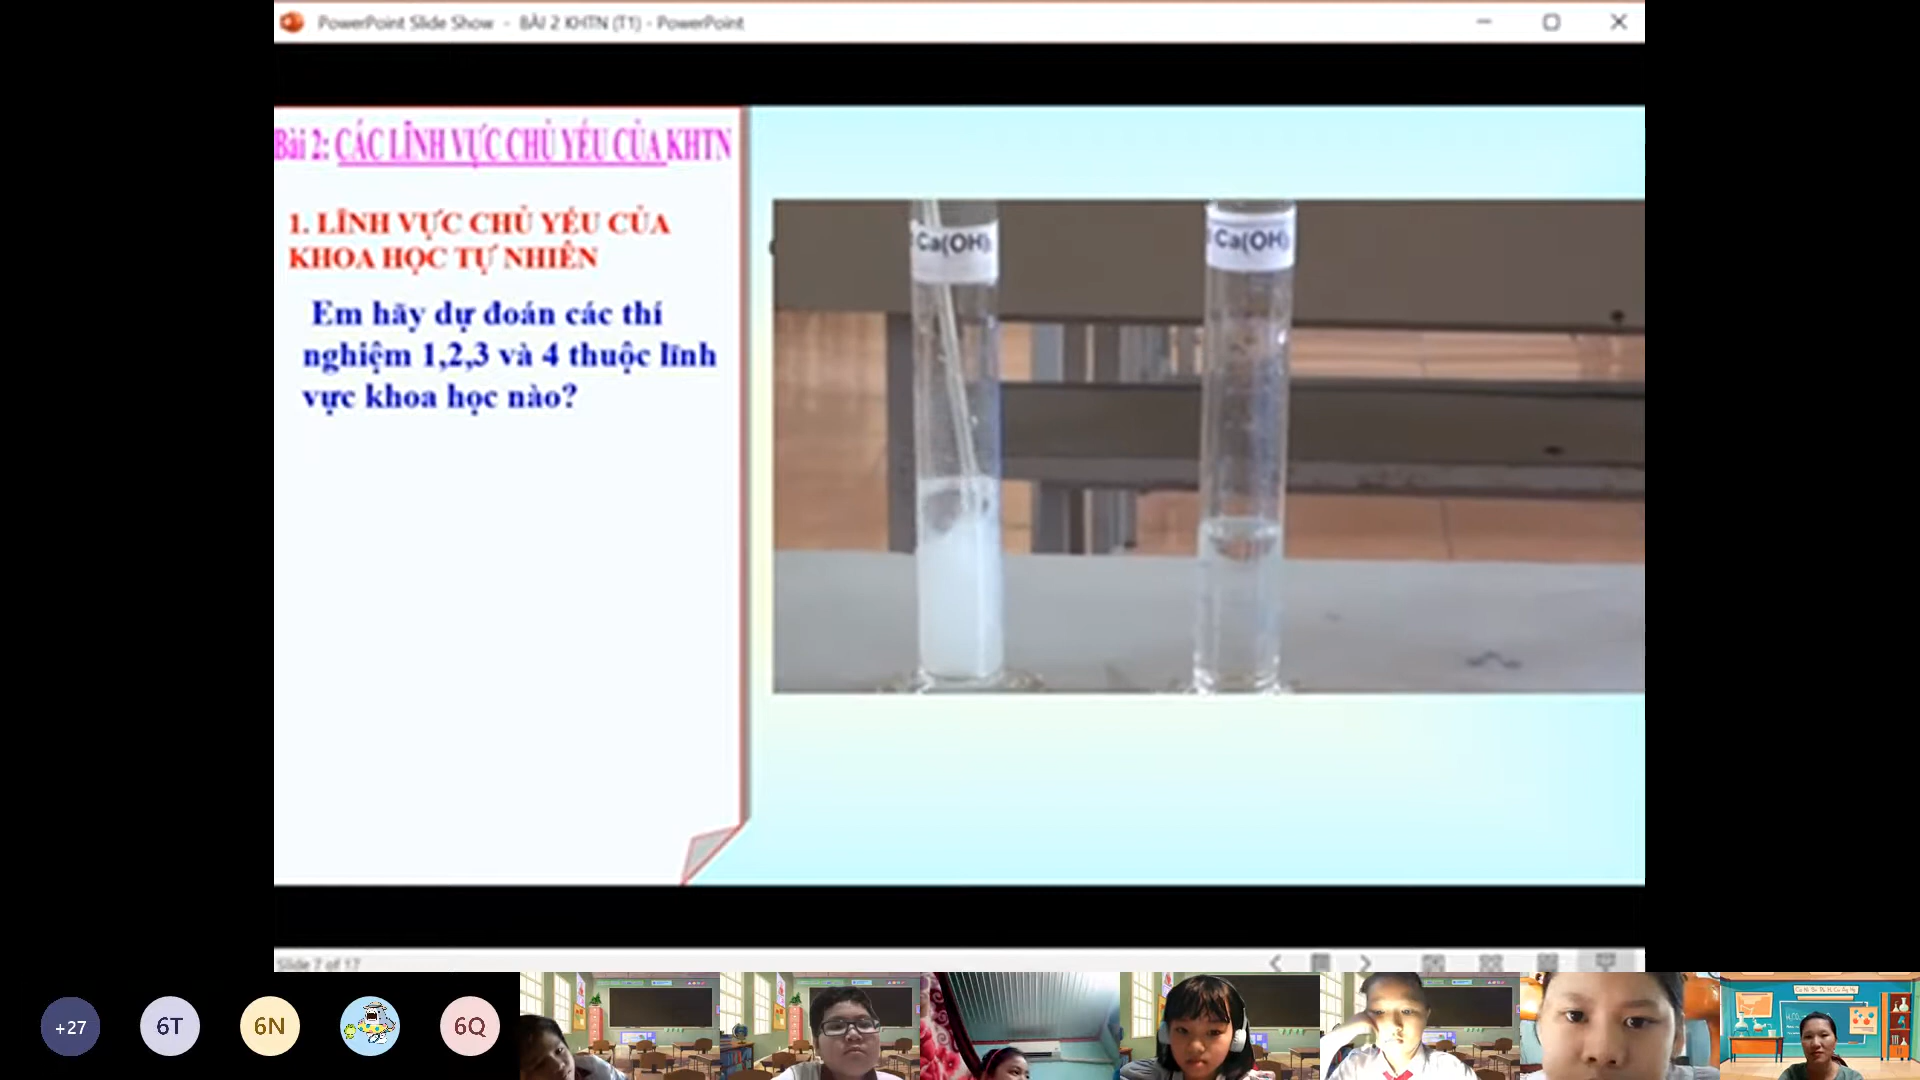 PowerPoint Slide Show - BÀI 2 KHTN (T1) - PowerPoint
Bài 2: CÁC LĨNH VỰC CHỦ YẾU CỦA KHTN
1. LĨNH VỰC CHỦ YẾU CỦA
KHOA HỌC TỰ NHIÊN
Em hãy dự đoán các thí
nghiệm 1,2,3 và 4 thuộc lĩnh
vực khoa học nào?
Ca(OH)
Ca(OH)
Slide 7 of 17
+27
6T
6N
6Q